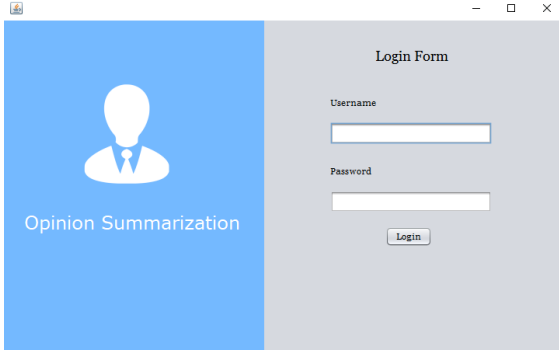 Opinion Summarization
Login Form
Username
Password
Login